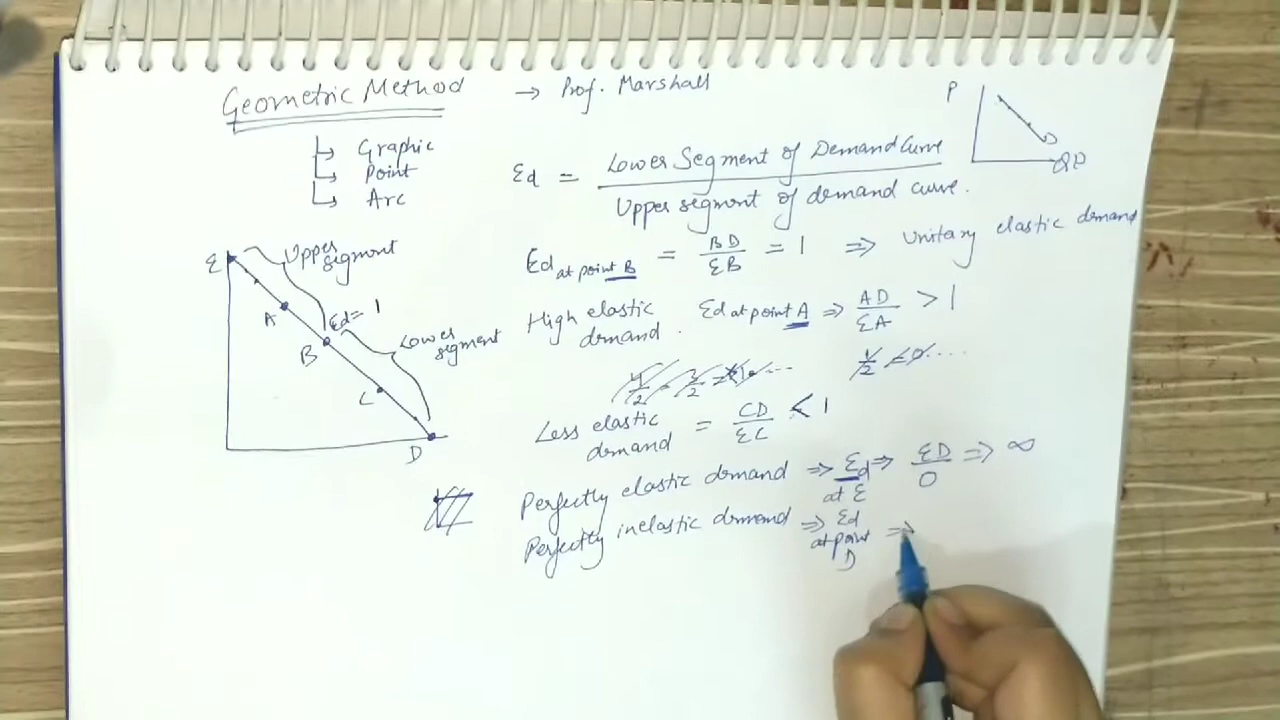 Geometric Method → Prof. Marshall
Graphic
Point
Arc
P
QD
Ed = Lower Segment of Demand Curve / Upper segment of demand curve.
E
Upper segment
A
Ed = 1
B
Lower segment
C
D
Ed at point B = BD/EB = 1 ⇒ Unitary elastic demand
High elastic demand. Ed at point A ⇒ AD/EA > 1
Less elastic demand = CD/EC < 1
Perfectly elastic demand ⇒ Ed at E ⇒ ED/0 ⇒ ∞
Perfectly inelastic demand ⇒ Ed at point D ⇒